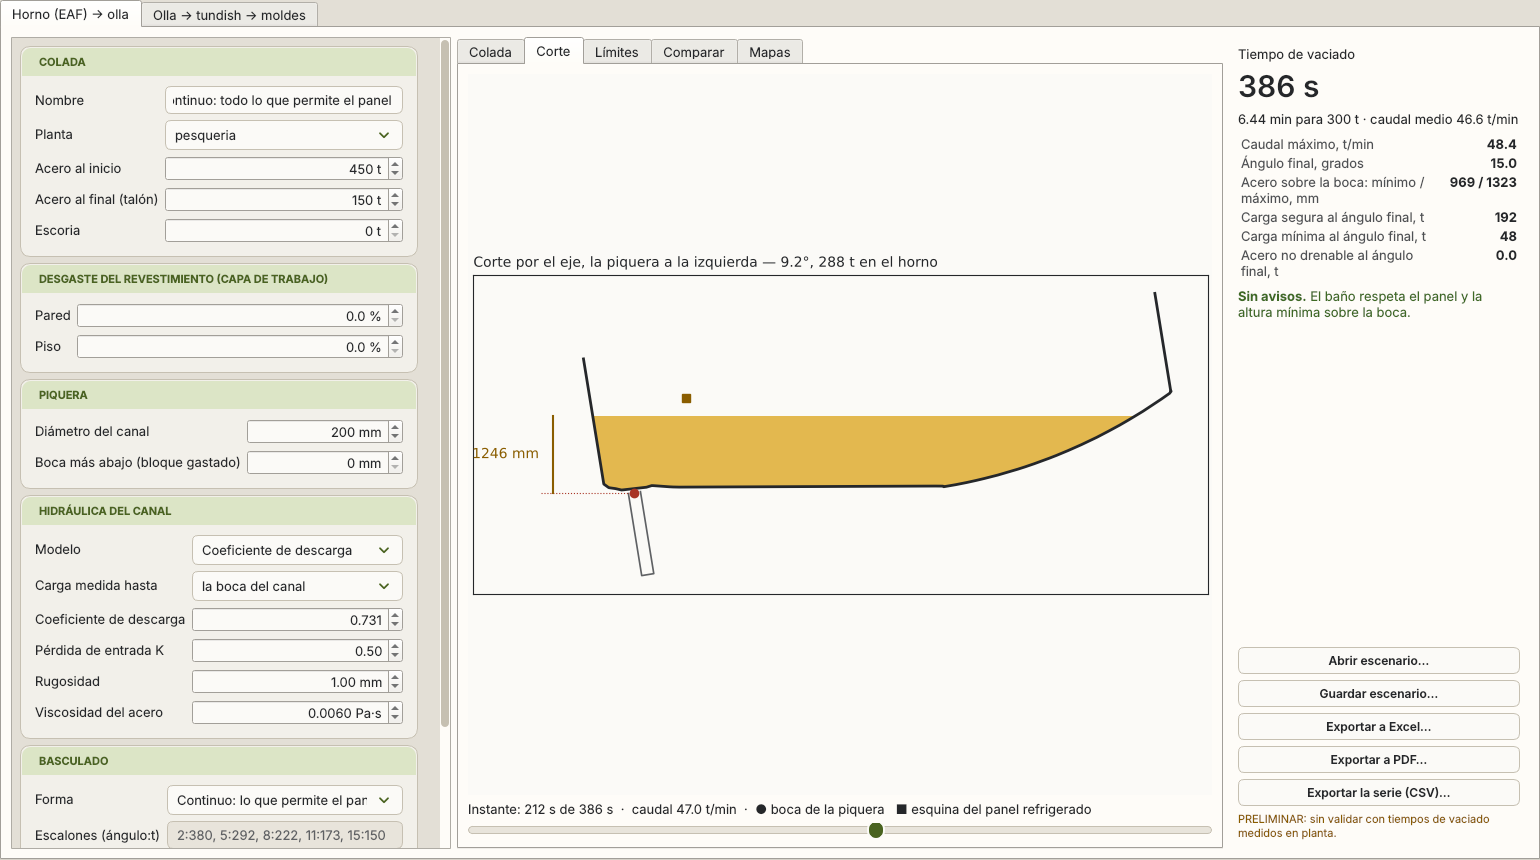 Horno (EAF) → olla
Olla → tundish → moldes
COLADA
Nombre
ntinuo: todo lo que permite el panel
Planta
pesqueria
Acero al inicio
450 t
Acero al final (talón)
150 t
Escoria
0 t
DESGASTE DEL REVESTIMIENTO (CAPA DE TRABAJO)
Pared
0.0 %
Piso
0.0 %
PIQUERA
Diámetro del canal
200 mm
Boca más abajo (bloque gastado)
0 mm
HIDRÁULICA DEL CANAL
Modelo
Coeficiente de descarga
Carga medida hasta
la boca del canal
Coeficiente de descarga
0.731
Pérdida de entrada K
0.50
Rugosidad
1.00 mm
Viscosidad del acero
0.0060 Pa·s
BASCULADO
Forma
Continuo: lo que permite el par
Escalones (ángulo:t)
2:380, 5:292, 8:222, 11:173, 15:150
Colada
Corte
Límites
Comparar
Mapas
Corte por el eje, la piquera a la izquierda — 9.2°, 288 t en el horno
1246 mm
Instante: 212 s de 386 s · caudal 47.0 t/min · ● boca de la piquera ■ esquina del panel refrigerado
Tiempo de vaciado
386 s
6.44 min para 300 t · caudal medio 46.6 t/min
Caudal máximo, t/min
48.4
Ángulo final, grados
15.0
Acero sobre la boca: mínimo /
máximo, mm
969 / 1323
Carga segura al ángulo final, t
192
Carga mínima al ángulo final, t
48
Acero no drenable al ángulo
final, t
0.0
Sin avisos. El baño respeta el panel y la
altura mínima sobre la boca.
Abrir escenario...
Guardar escenario...
Exportar a Excel...
Exportar a PDF...
Exportar la serie (CSV)...
PRELIMINAR: sin validar con tiempos de vaciado
medidos en planta.